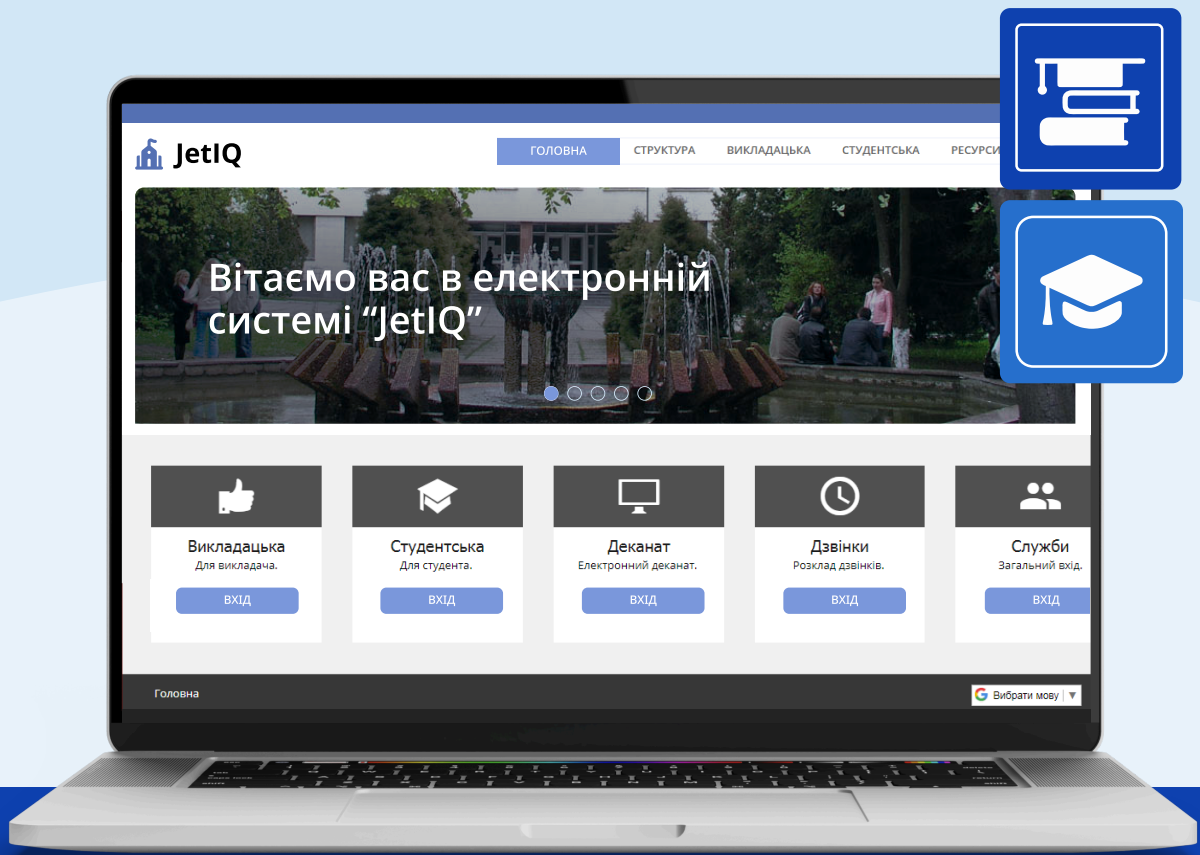 JetIQ
ГОЛОВНА СТРУКТУРА ВИКЛАДАЦЬКА СТУДЕНТСЬКА РЕСУРСИ
Вітаємо вас в електронній
системі “JetIQ”
Викладацька
Для викладача.
ВХІД
Студентська
Для студента.
ВХІД
Деканат
Електронний деканат.
ВХІД
Дзвінки
Розклад дзвінків.
ВХІД
Служби
Загальний вхід.
ВХІД
Головна
G Вибрати мову ▼